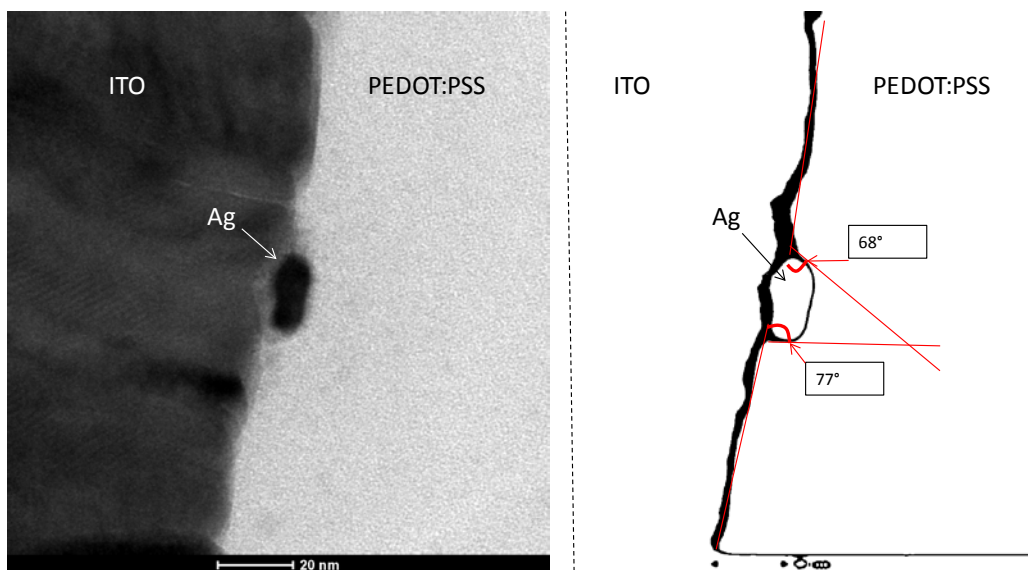 ITO
PEDOT:PSS
Ag
20 nm
ITO
PEDOT:PSS
Ag
68°
77°